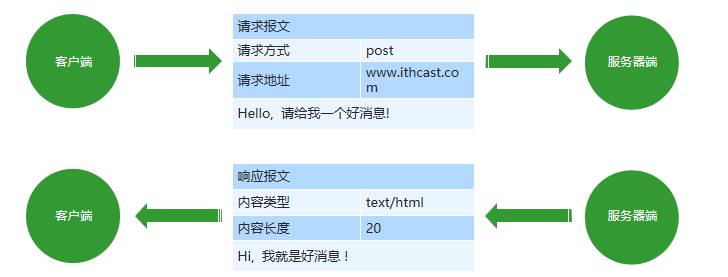 客户端
请求报文
请求方式 post
请求地址 www.ithcast.co
m
Hello, 请给我一个好消息!
服务器端
客户端
响应报文
内容类型 text/html
内容长度 20
Hi, 我就是好消息！
服务器端